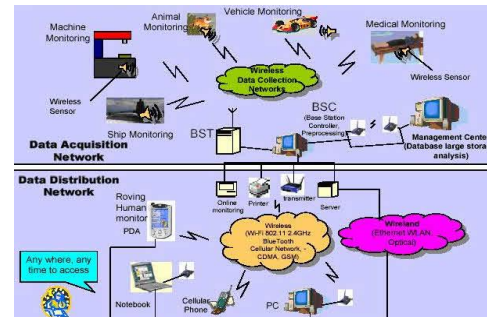 Machine
Monitoring
Animal
Monitoring
Vehicle Monitoring
Medical Monitoring
Wireless
Data Collection
Networks
Wireless Sensor
Wireless
Sensor
Ship Monitoring
BST
BSC
(Base Station
Controller,
Preprocessing)
Management Center
(Database large stora
analysis)
Data Acquisition
Network
Data Distribution
Network
Roving
Human
monitor
PDA
Online
monitoring
Printer
transmitter
Server
Wireless
(Wi-Fi 802.11 2.4GHz
BlueTooth
Cellular Network, -
CDMA, GSM)
Wireland
(Ethernet WLAN,
Optical)
Any where, any
time to access
Notebook
Cellular
Phone
PC